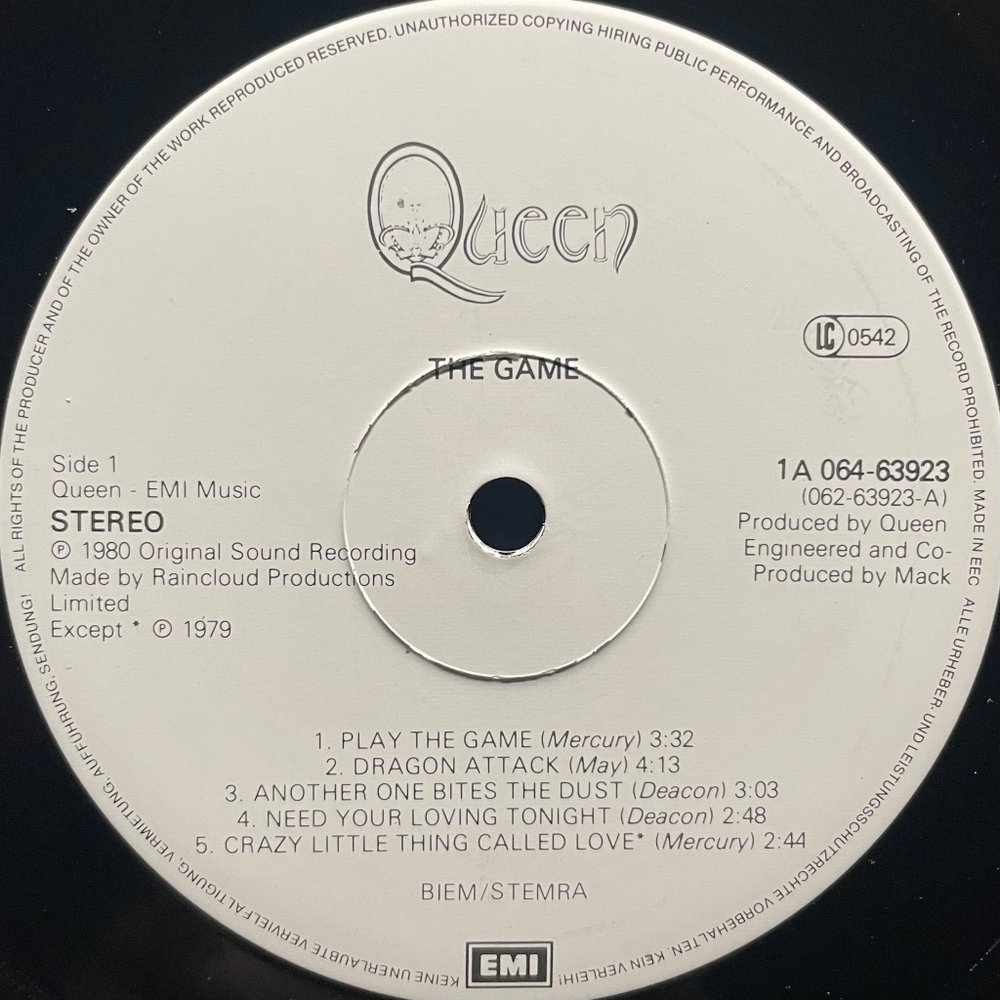 ALL RIGHTS OF THE PRODUCER AND OF THE OWNER OF THE WORK REPRODUCED RESERVED. UNAUTHORIZED COPYING HIRING PUBLIC PERFORMANCE AND BROADCASTING OF THE RECORD PROHIBITED. MADE IN EEC
Queen
LC 0542
THE GAME
Side 1
Queen - EMI Music
STEREO
℗ 1980 Original Sound Recording
Made by Raincloud Productions
Limited
Except * ℗ 1979
1A 064-63923
(062-63923-A)
Produced by Queen
Engineered and Co-
Produced by Mack
1. PLAY THE GAME (Mercury) 3:32
2. DRAGON ATTACK (May) 4:13
3. ANOTHER ONE BITES THE DUST (Deacon) 3:03
4. NEED YOUR LOVING TONIGHT (Deacon) 2:48
5. CRAZY LITTLE THING CALLED LOVE* (Mercury) 2:44
BIEM/STEMRA
EMI
ALLE URHEBER- UND LEISTUNGSSCHUTZRECHTE VORBEHALTEN. KEIN VERLEIH! KEINE UNERLAUBTE VERVIELFALTIGUNG, VERMIETUNG, AUFFUHRUNG, SENDUNG!